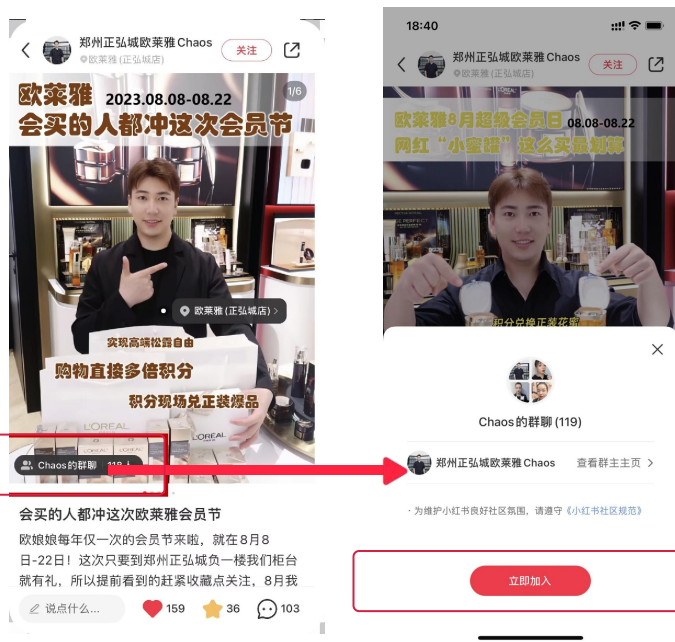 郑州正弘城欧莱雅Chaos
欧莱雅(正弘城店)
关注
欧莱雅 2023.08.08-08.22
1/6
会买的人都冲这次会员节
欧莱雅(正弘城店)
实现高端松露自由
购物直接多倍积分
积分现场兑正装爆品
L'ORÉAL
L'ORÉAL
Chaos的群聊 118人
会买的人都冲这次欧莱雅会员节
欧娘娘每年仅一次的会员节来啦，就在8月8
日-22日！这次只要到郑州正弘城负一楼我们柜台
就有礼，所以提前看到的赶紧收藏点关注，8月我
说点什么...
159
36
103
18:40
郑州正弘城欧莱雅Chaos
欧莱雅(正弘城店)
关注
欧莱雅8月超级会员日 08.08-08.22
网红“小蜜罐”这么买最划算
积分兑换正装花蜜
Chaos的群聊(119)
郑州正弘城欧莱雅Chaos
查看群主主页
·为维护小红书良好社区氛围，请遵守《小红书社区规范》
立即加入